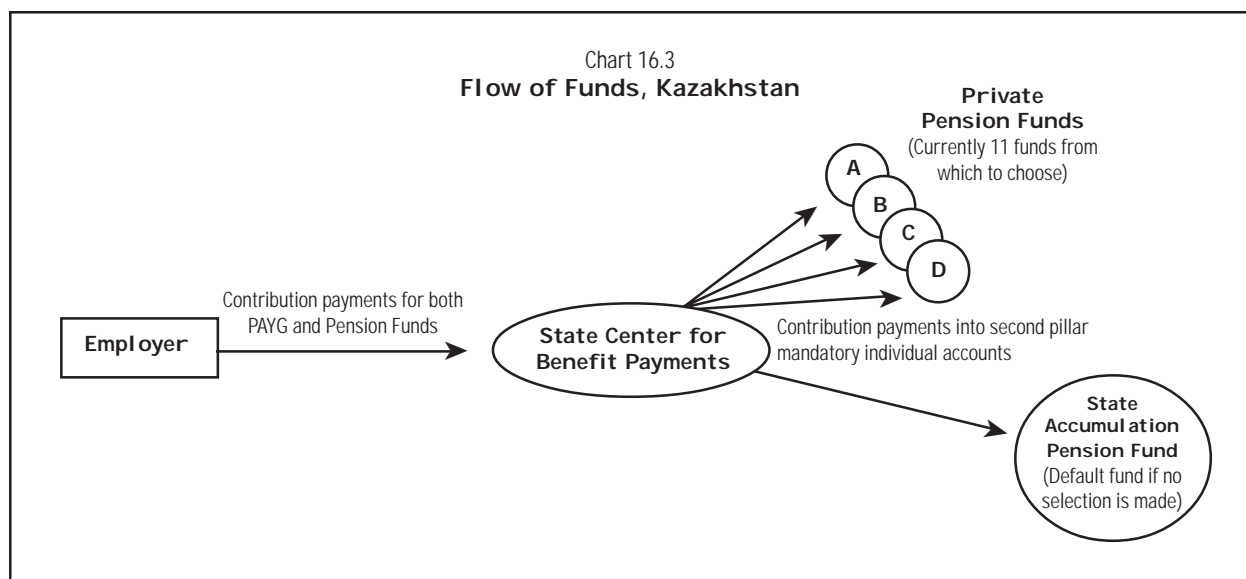 Chart 16.3
Flow of Funds, Kazakhstan
Private
Pension Funds
(Currently 11 funds from
which to choose)
A
B
C
D
Contribution payments for both
PAYG and Pension Funds
Employer
State Center for
Benefit Payments
Contribution payments into second pillar
mandatory individual accounts
State
Accumulation
Pension Fund
(Default fund if no
selection is made)